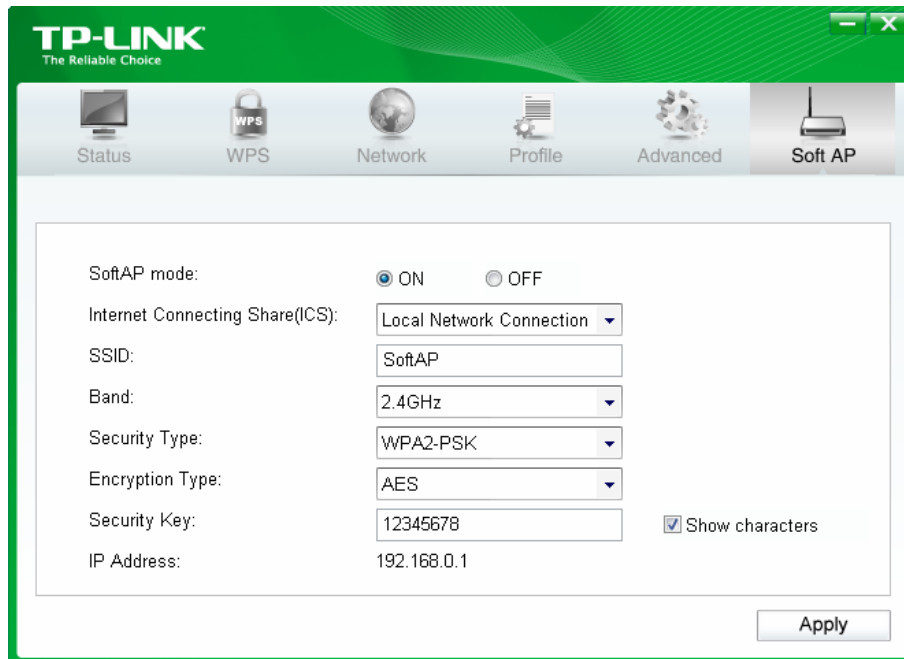 TP-LINK
The Reliable Choice
WPS
Status WPS Network Profile Advanced Soft AP
SoftAP mode: ON OFF
Internet Connecting Share(ICS): Local Network Connection
SSID: SoftAP
Band: 2.4GHz
Security Type: WPA2-PSK
Encryption Type: AES
Security Key: 12345678 Show characters
IP Address: 192.168.0.1
Apply